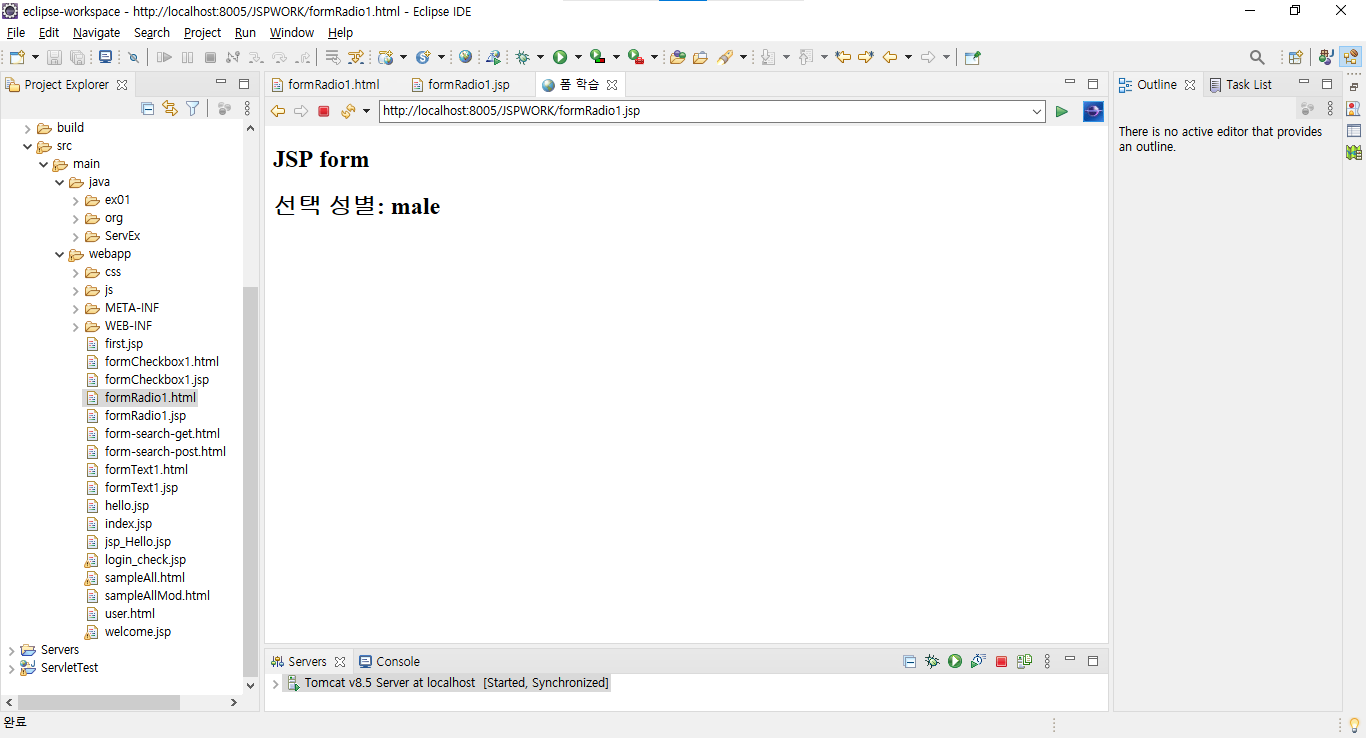 eclipse-workspace - http://localhost:8005/JSPWORK/formRadio1.html - Eclipse IDE
File Edit Navigate Search Project Run Window Help
Project Explorer
build
src
main
java
ex01
org
ServEx
webapp
css
js
META-INF
WEB-INF
first.jsp
formCheckbox1.html
formCheckbox1.jsp
formRadio1.html
formRadio1.jsp
form-search-get.html
form-search-post.html
formText1.html
formText1.jsp
hello.jsp
index.jsp
jsp_Hello.jsp
login_check.jsp
sampleAll.html
sampleAllMod.html
user.html
welcome.jsp
Servers
ServletTest
formRadio1.html formRadio1.jsp 폼 학습
http://localhost:8005/JSPWORK/formRadio1.jsp
JSP form
선택 성별: male
Servers Console
Tomcat v8.5 Server at localhost [Started, Synchronized]
Outline Task List
There is no active editor that provides
an outline.
완료